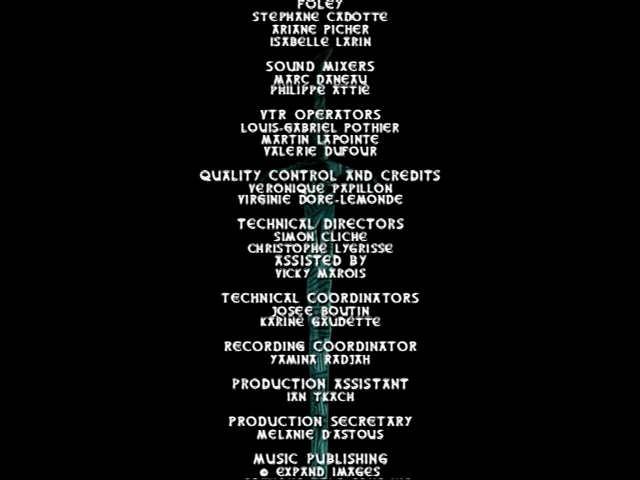 FOLEY
STEPHANE CADOTTE
ARIANE PICHER
ISABELLE LARIN
SOUND MIXERS
MARC DANEAU
PHILIPPE ATTIE
VTR OPERATORS
LOUIS-GABRIEL POTHIER
MARTIN LAPOINTE
VALERIE DUFOUR
QUALITY CONTROL AND CREDITS
VERONIQUE PAPILLON
VIRGINIE DORE-LEMONDE
TECHNICAL DIRECTORS
SIMON CLICHE
CHRISTOPHE LYGRISSE
ASSISTED BY
VICKY MAROIS
TECHNICAL COORDINATORS
JOSEE BOUTIN
KARINE GAUDETTE
RECORDING COORDINATOR
YAMINA RADJAH
PRODUCTION ASSISTANT
IAN TKACH
PRODUCTION SECRETARY
MELANIE D'ASTOUS
MUSIC PUBLISHING
© EXPAND IMAGES